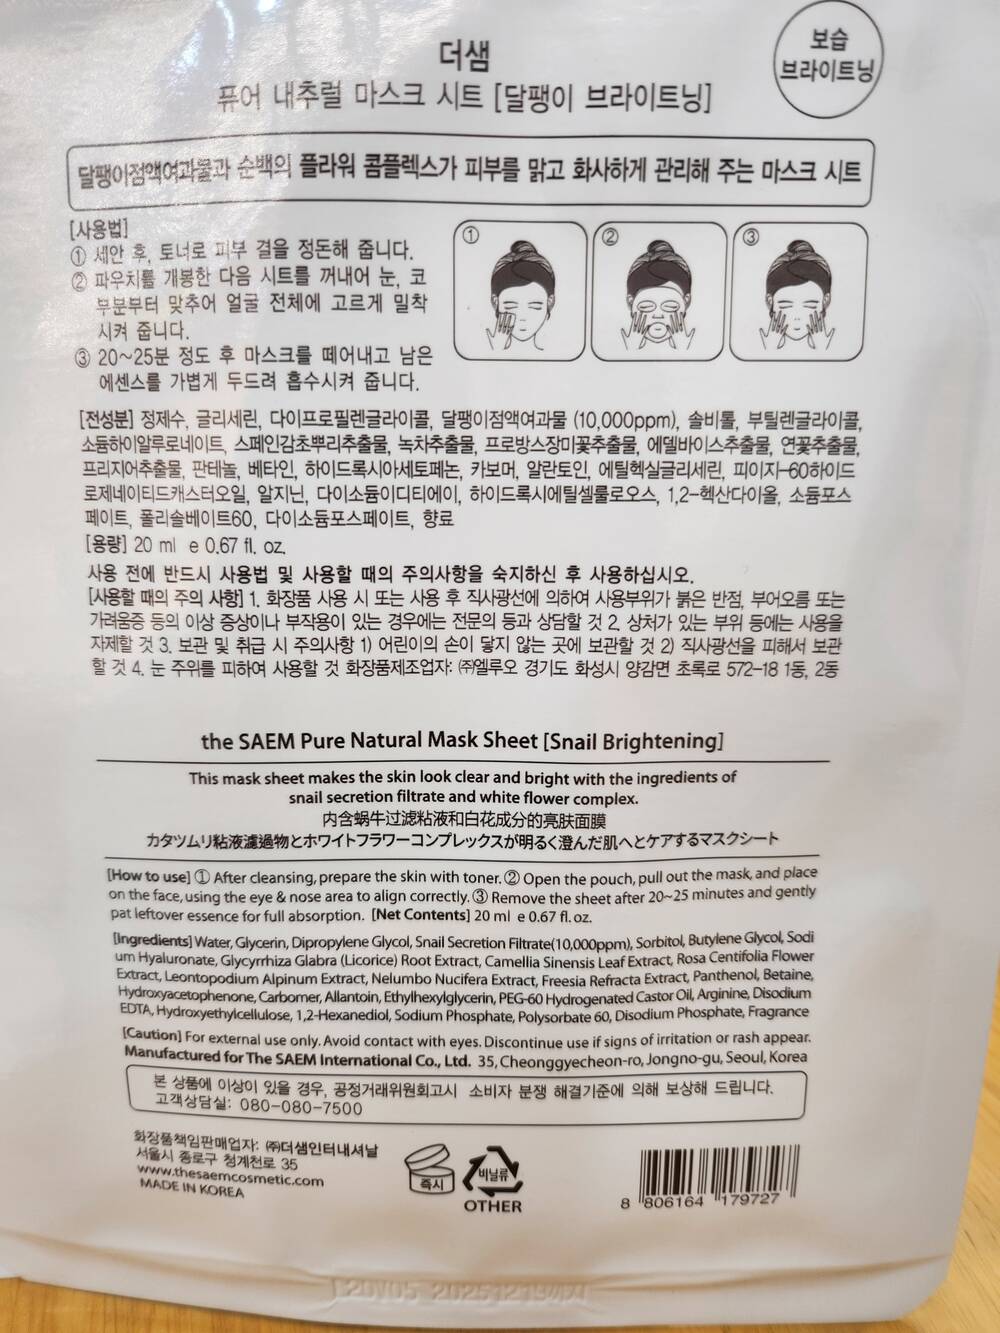 더샘
퓨어 내추럴 마스크 시트 [달팽이 브라이트닝]
보습
브라이트닝
달팽이점액여과물과 순백의 플라워 콤플렉스가 피부를 맑고 화사하게 관리해 주는 마스크 시트
[사용법]
① 세안 후, 토너로 피부 결을 정돈해 줍니다.
② 파우치를 개봉한 다음 시트를 꺼내어 눈, 코
부분부터 맞추어 얼굴 전체에 고르게 밀착
시켜 줍니다.
③ 20~25분 정도 후 마스크를 떼어내고 남은
에센스를 가볍게 두드려 흡수시켜 줍니다.
① ② ③
[전성분] 정제수, 글리세린, 다이프로필렌글라이콜, 달팽이점액여과물 (10,000ppm), 솔비톨, 부틸렌글라이콜,
소듐하이알루로네이트, 스페인감초뿌리추출물, 녹차추출물, 프로방스장미꽃추출물, 에델바이스추출물, 연꽃추출물,
프리지어추출물, 판테놀, 베타인, 하이드록시아세토페논, 카보머, 알란토인, 에틸헥실글리세린, 피이지-60하이드
로제네이티드캐스터오일, 알지닌, 다이소듐이디티에이, 하이드록시에틸셀룰로오스, 1,2-헥산다이올, 소듐포스
페이트, 폴리솔베이트60, 다이소듐포스페이트, 향료
[용량] 20 ml e 0.67 fl. oz.
사용 전에 반드시 사용법 및 사용할 때의 주의사항을 숙지하신 후 사용하십시오.
[사용할 때의 주의 사항] 1. 화장품 사용 시 또는 사용 후 직사광선에 의하여 사용부위가 붉은 반점, 부어오름 또는
가려움증 등의 이상 증상이나 부작용이 있는 경우에는 전문의 등과 상담할 것 2. 상처가 있는 부위 등에는 사용을
자제할 것 3. 보관 및 취급 시 주의사항 1) 어린이의 손이 닿지 않는 곳에 보관할 것 2) 직사광선을 피해서 보관
할 것 4. 눈 주위를 피하여 사용할 것 화장품제조업자: ㈜엘루오 경기도 화성시 양감면 초록로 572-18 1동, 2동
the SAEM Pure Natural Mask Sheet [Snail Brightening]
This mask sheet makes the skin look clear and bright with the ingredients of
snail secretion filtrate and white flower complex.
内含蜗牛过滤粘液和白花成分的亮肤面膜
カタツムリ粘液濾過物とホワイトフラワーコンプレックスが明るく澄んだ肌へとケアするマスクシート
[How to use] ① After cleansing, prepare the skin with toner. ② Open the pouch, pull out the mask, and place
on the face, using the eye & nose area to align correctly. ③ Remove the sheet after 20~25 minutes and gently
pat leftover essence for full absorption. [Net Contents] 20 ml e 0.67 fl. oz.
[Ingredients] Water, Glycerin, Dipropylene Glycol, Snail Secretion Filtrate(10,000ppm), Sorbitol, Butylene Glycol, Sodi
um Hyaluronate, Glycyrrhiza Glabra (Licorice) Root Extract, Camellia Sinensis Leaf Extract, Rosa Centifolia Flower
Extract, Leontopodium Alpinum Extract, Nelumbo Nucifera Extract, Freesia Refracta Extract, Panthenol, Betaine,
Hydroxyacetophenone, Carbomer, Allantoin, Ethylhexylglycerin, PEG-60 Hydrogenated Castor Oil, Arginine, Disodium
EDTA, Hydroxyethylcellulose, 1,2-Hexanediol, Sodium Phosphate, Polysorbate 60, Disodium Phosphate, Fragrance
[Caution] For external use only. Avoid contact with eyes. Discontinue use if signs of irritation or rash appear.
Manufactured for The SAEM International Co., Ltd. 35, Cheonggyecheon-ro, Jongno-gu, Seoul, Korea
본 상품에 이상이 있을 경우, 공정거래위원회고시 소비자 분쟁 해결기준에 의해 보상해 드립니다.
고객상담실: 080-080-7500
화장품책임판매업자: ㈜더샘인터내셔날
서울시 종로구 청계천로 35
www.thesaemcosmetic.com
MADE IN KOREA
즉시
비닐류
OTHER
8 806164 179727